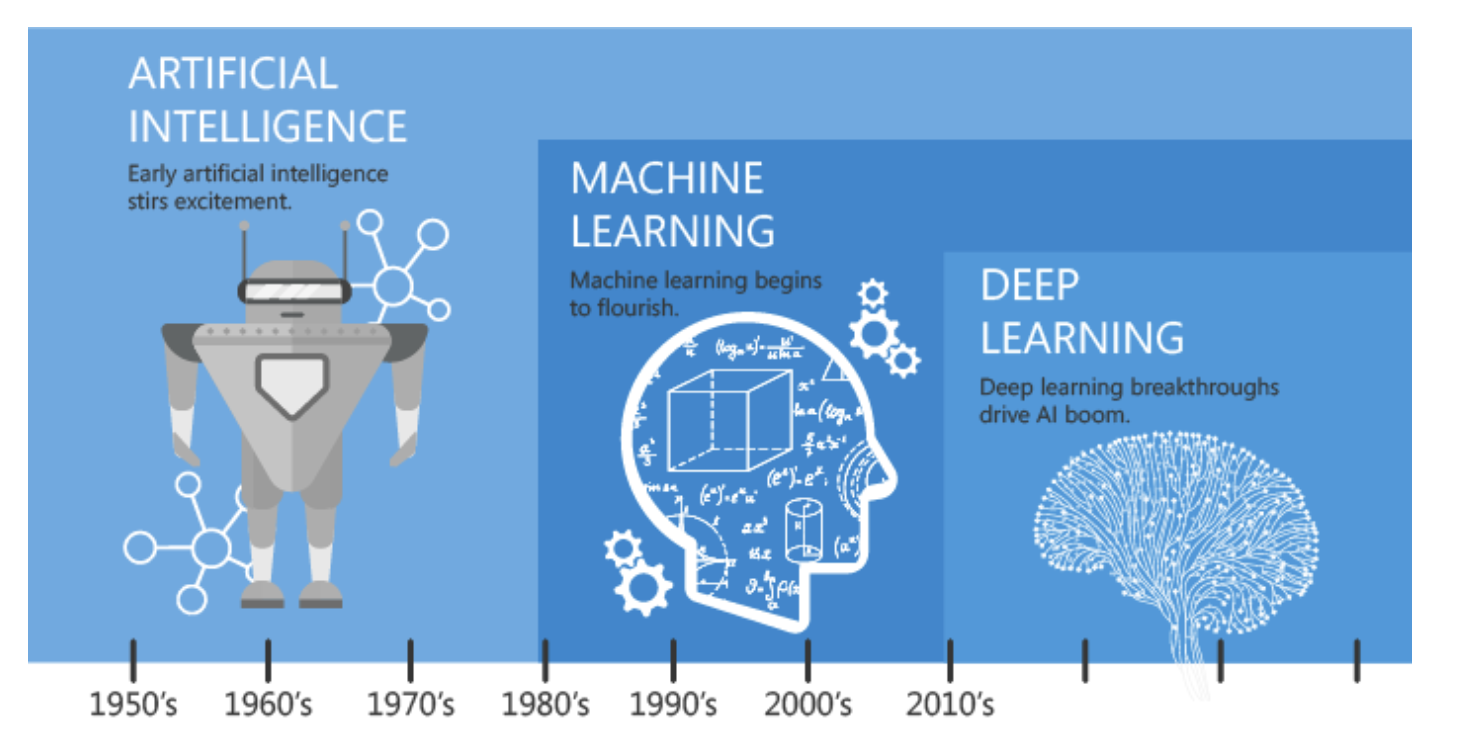 ARTIFICIAL
INTELLIGENCE
Early artificial intelligence
stirs excitement.
MACHINE
LEARNING
Machine learning begins
to flourish.
DEEP
LEARNING
Deep learning breakthroughs
drive AI boom.
1950's 1960's 1970's 1980's 1990's 2000's 2010's